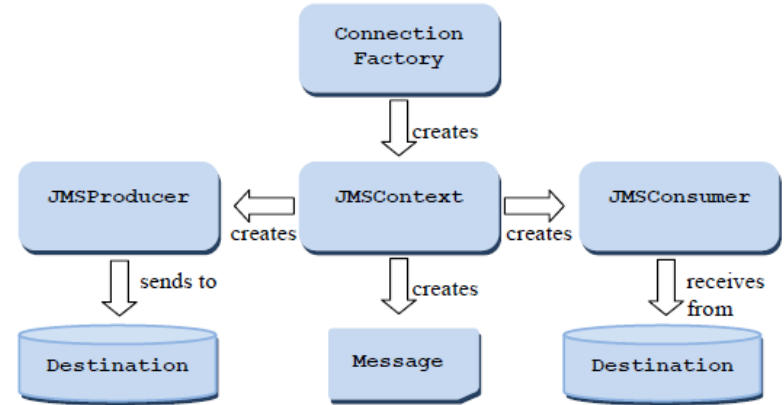 Connection
Factory
creates
JMSProducer
JMSContext
JMSConsumer
creates
creates
sends to
creates
receives
from
Destination
Message
Destination